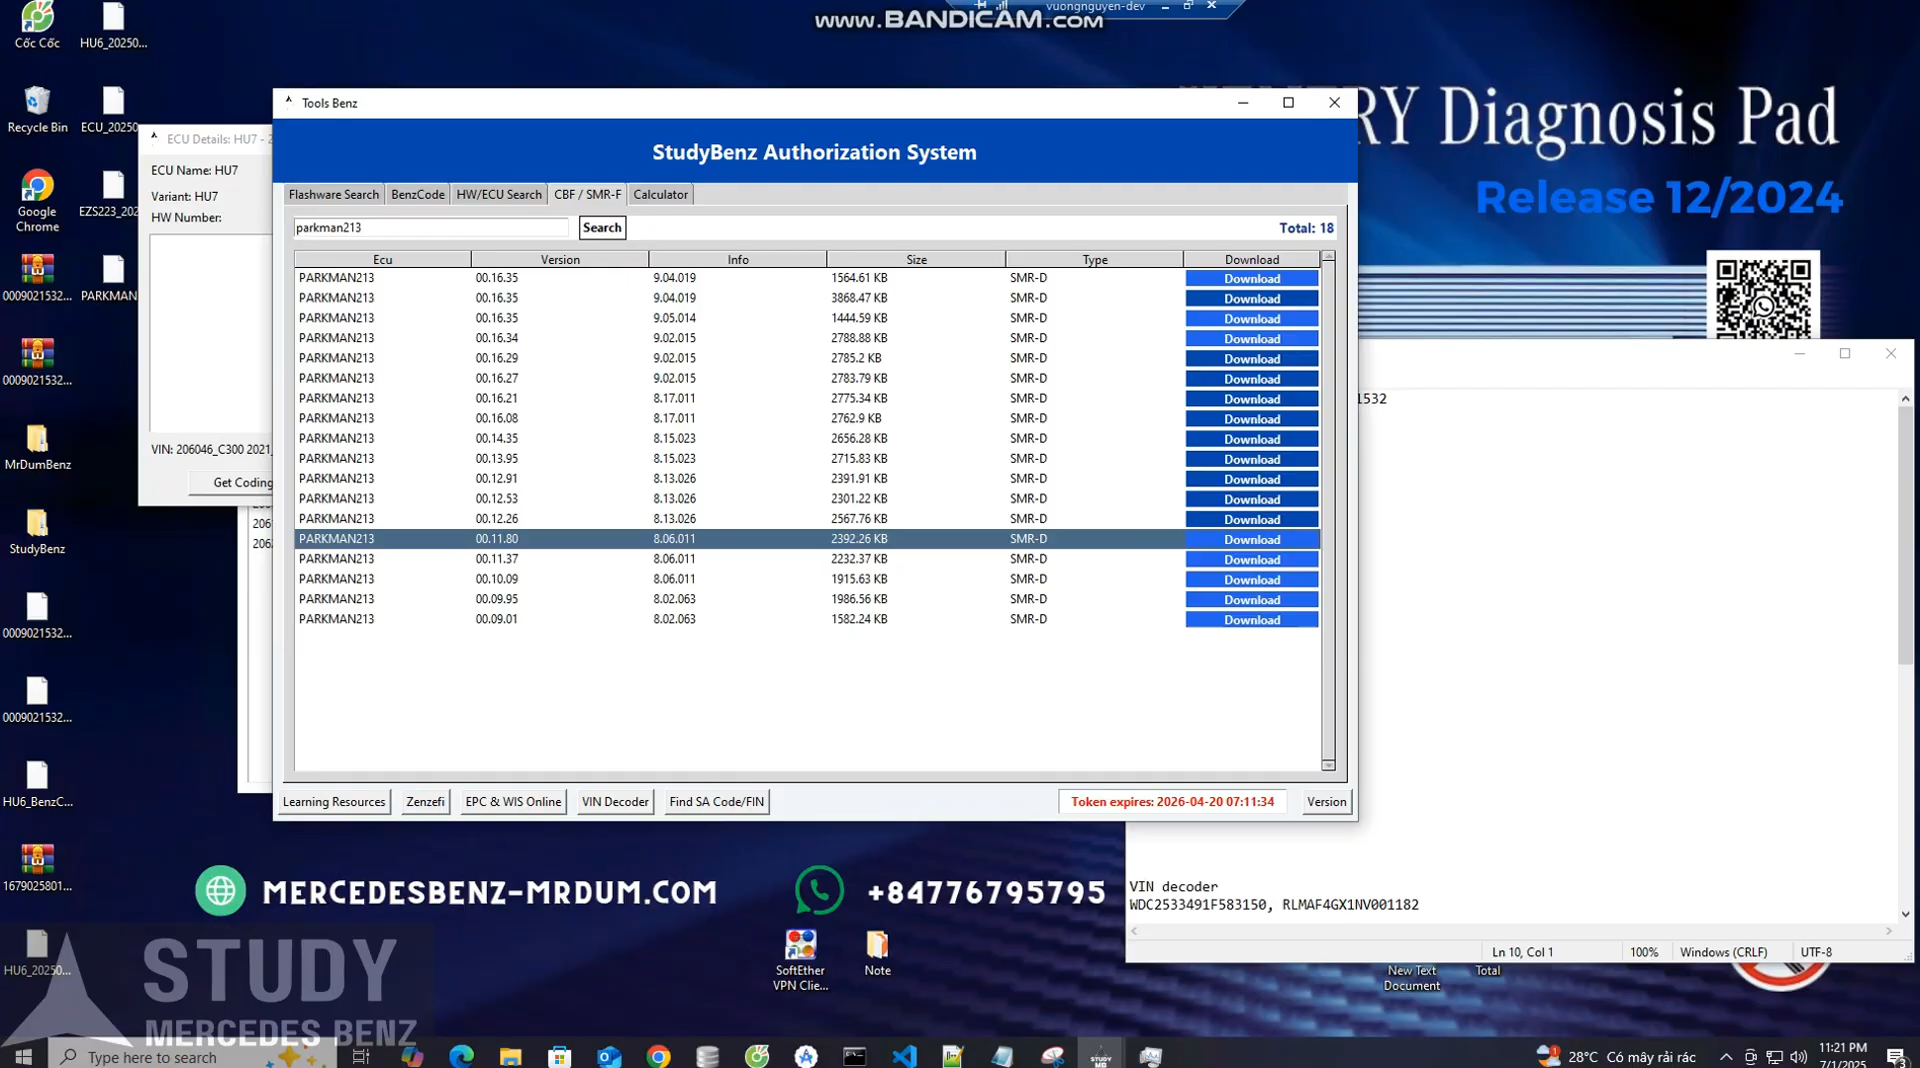 Cốc Cốc
HU6_20250...
www.BANDICAM.com
vuongnguyen-dev
Recycle Bin
ECU_20250
Tools Benz
RY Diagnosis Pad
Release 12/2024
ECU Details: HU7 - 2
ECU Name: HU7
Variant: HU7
HW Number:
StudyBenz Authorization System
Google
Chrome
EZS223_202
Flashware Search
BenzCode
HW/ECU Search
CBF / SMR-F
Calculator
parkman213
Search
Total: 18
0009021532...
PARKMAN
Ecu Version Info Size Type Download
PARKMAN213 00.16.35 9.04.019 1564.61 KB SMR-D Download
PARKMAN213 00.16.35 9.04.019 3868.47 KB SMR-D Download
PARKMAN213 00.16.35 9.05.014 1444.59 KB SMR-D Download
PARKMAN213 00.16.34 9.02.015 2788.88 KB SMR-D Download
PARKMAN213 00.16.29 9.02.015 2785.2 KB SMR-D Download
PARKMAN213 00.16.27 9.02.015 2783.79 KB SMR-D Download
PARKMAN213 00.16.21 8.17.011 2775.34 KB SMR-D Download
PARKMAN213 00.16.08 8.17.011 2762.9 KB SMR-D Download
PARKMAN213 00.14.35 8.15.023 2656.28 KB SMR-D Download
PARKMAN213 00.13.95 8.15.023 2715.83 KB SMR-D Download
PARKMAN213 00.12.91 8.13.026 2391.91 KB SMR-D Download
PARKMAN213 00.12.53 8.13.026 2301.22 KB SMR-D Download
PARKMAN213 00.12.26 8.13.026 2567.76 KB SMR-D Download
PARKMAN213 00.11.80 8.06.011 2392.26 KB SMR-D Download
PARKMAN213 00.11.37 8.06.011 2232.37 KB SMR-D Download
PARKMAN213 00.10.09 8.06.011 1915.63 KB SMR-D Download
PARKMAN213 00.09.95 8.02.063 1986.56 KB SMR-D Download
PARKMAN213 00.09.01 8.02.063 1582.24 KB SMR-D Download
0009021532...
1532
MrDumBenz
VIN: 206046_C300 2021_
Get Coding
206
206
StudyBenz
0009021532...
0009021532...
HU6_BenzC...
Learning Resources
Zenzefi
EPC & WIS Online
VIN Decoder
Find SA Code/FIN
Token expires: 2026-04-20 07:11:34
Version
1679025801...
MERCEDESBENZ-MRDUM.COM
+84776795795
VIN decoder
WDC2533491F583150, RLMAF4GX1NV001182
Ln 10, Col 1
100%
Windows (CRLF)
UTF-8
HU6_20250...
STUDY
MERCEDES BENZ
SoftEther
VPN Clie...
Note
New Text
Document
Total
Type here to search
STUDY
28°C Có mây rải rác
11:21 PM
7/1/2025
3